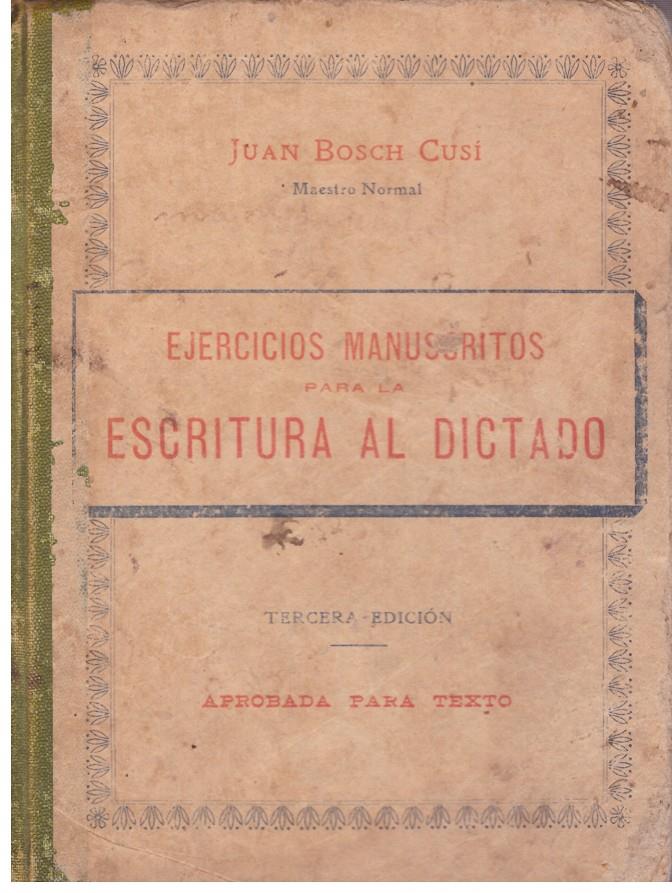 JUAN BOSCH CUSÍ
Maestro Normal
EJERCICIOS MANUSCRITOS
PARA LA
ESCRITURA AL DICTADO
TERCERA EDICIÓN
APROBADA PARA TEXTO